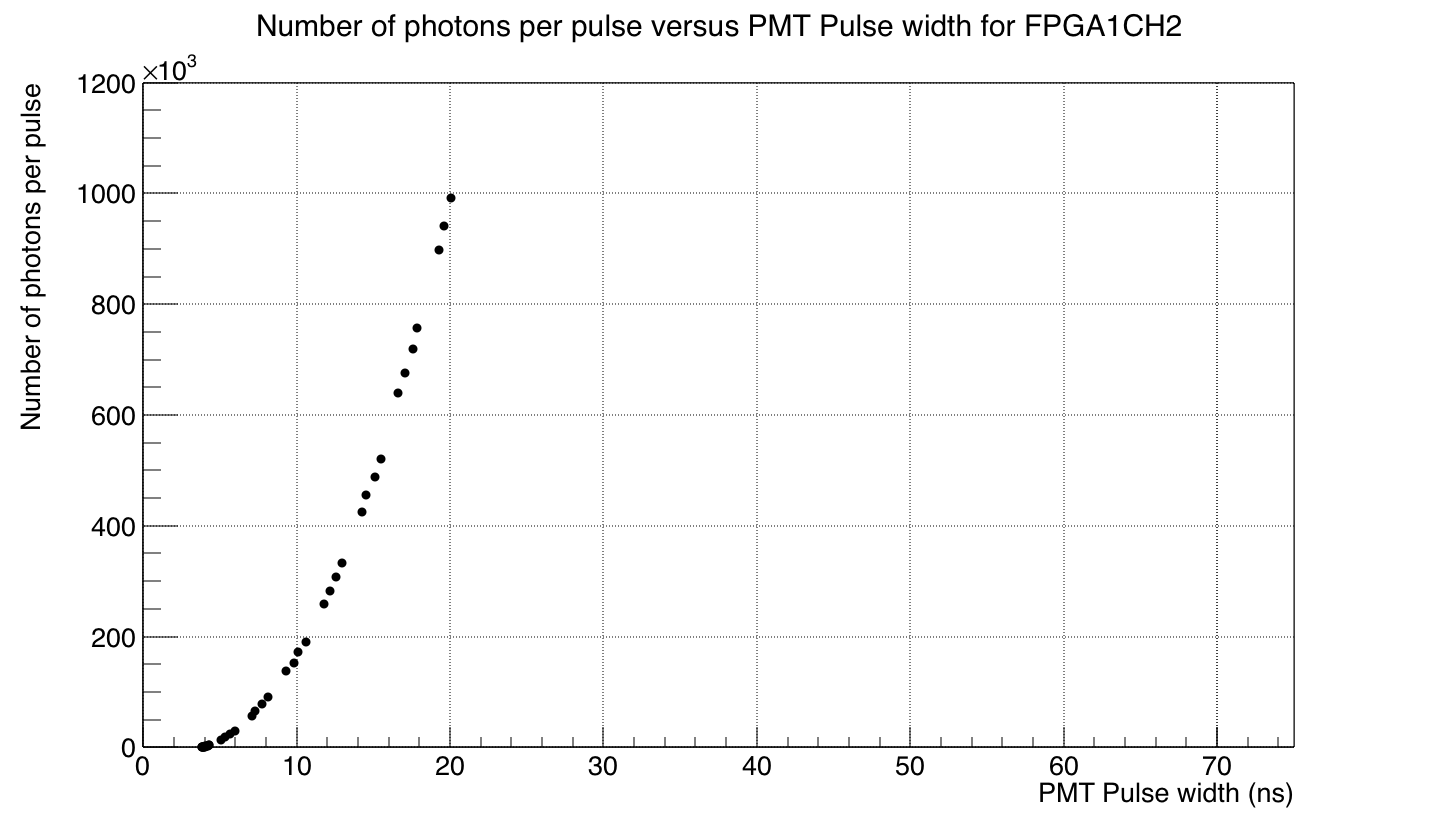 Number of photons per pulse versus PMT Pulse width for FPGA1CH2
×10³
Number of photons per pulse
1200
1000
800
600
400
200
0
0 10 20 30 40 50 60 70
PMT Pulse width (ns)